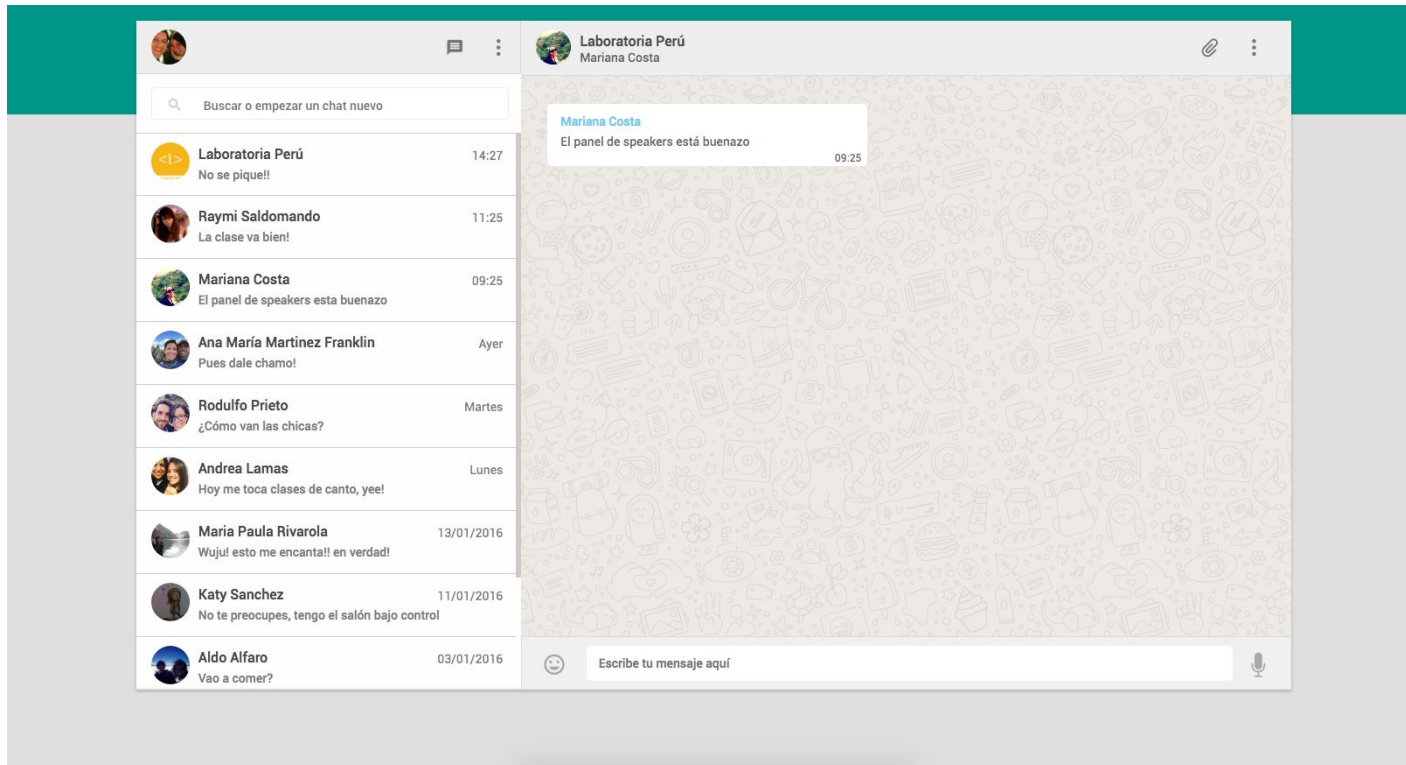 Buscar o empezar un chat nuevo
<l>
Laboratoria Perú 14:27
No se pique!!
Raymi Saldomando 11:25
La clase va bien!
Mariana Costa 09:25
El panel de speakers esta buenazo
Ana María Martinez Franklin Ayer
Pues dale chamo!
Rodulfo Prieto Martes
¿Cómo van las chicas?
Andrea Lamas Lunes
Hoy me toca clases de canto, yee!
Maria Paula Rivarola 13/01/2016
Wuju! esto me encanta!! en verdad!
Katy Sanchez 11/01/2016
No te preocupes, tengo el salón bajo control
Aldo Alfaro 03/01/2016
Vao a comer?
Laboratoria Perú
Mariana Costa
Mariana Costa
El panel de speakers está buenazo
09:25
Escribe tu mensaje aquí